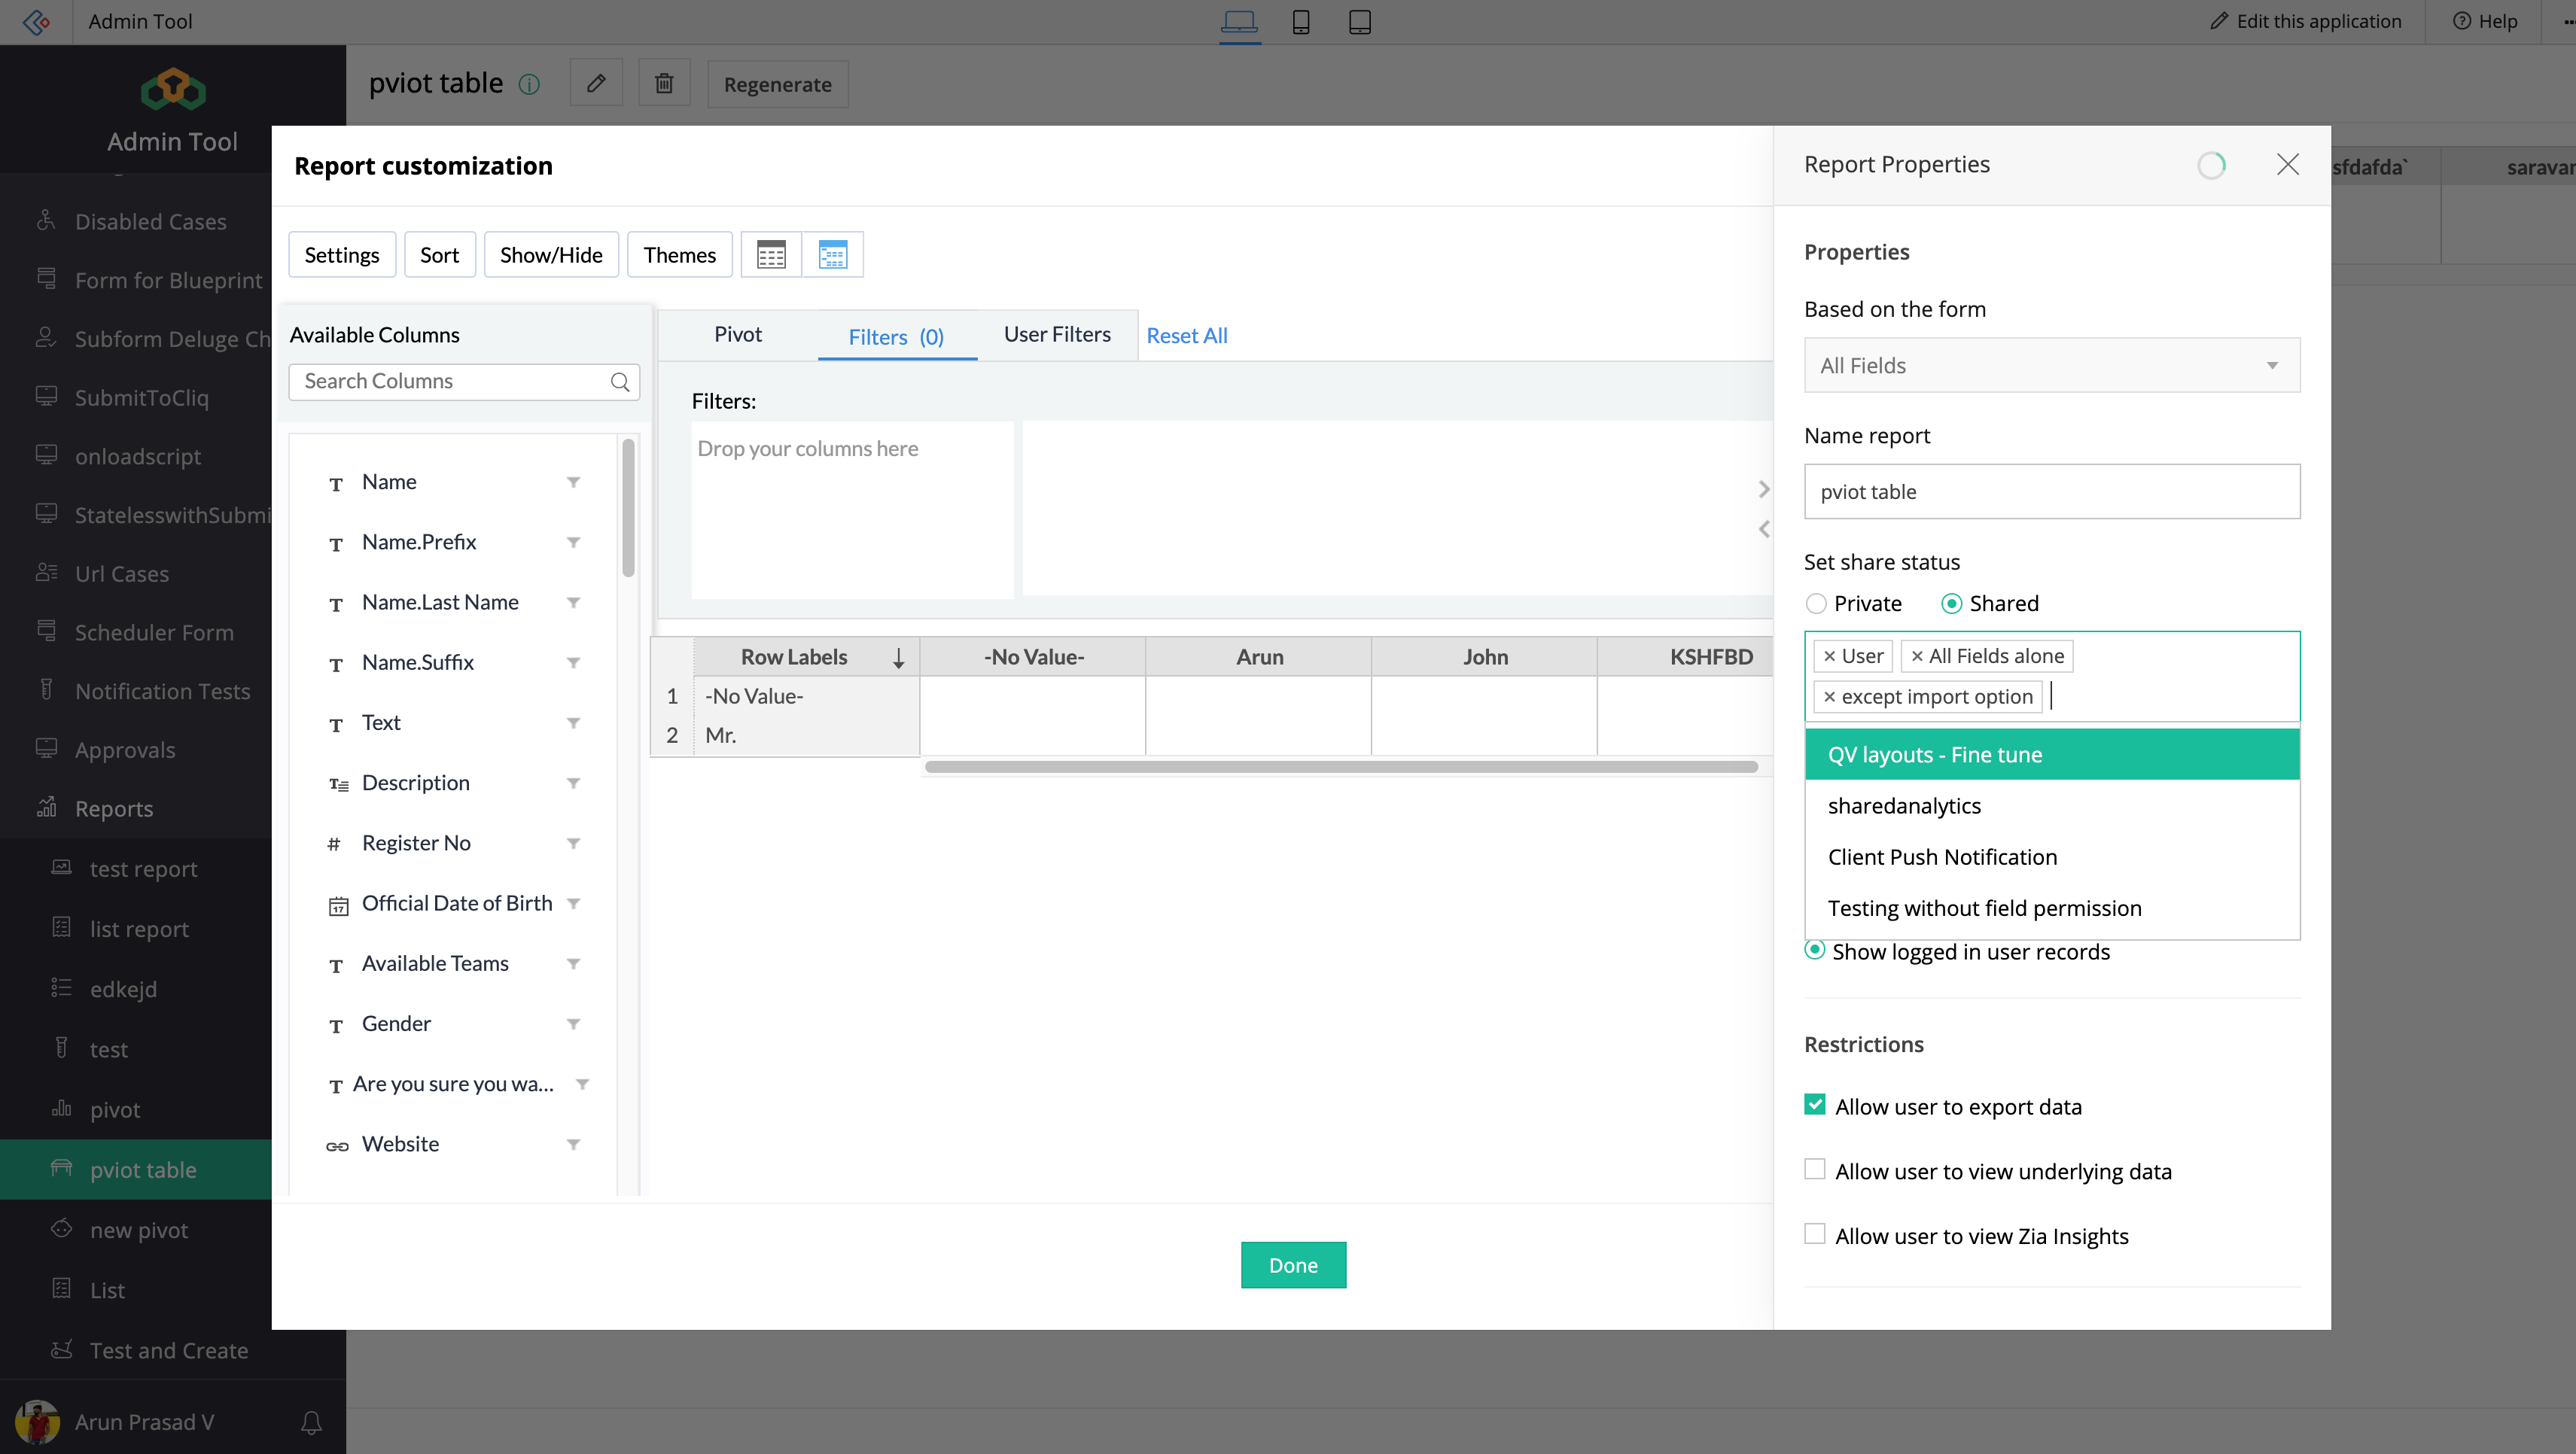 Admin Tool
Edit this application
Help
Admin Tool
Disabled Cases
Form for Blueprint
Subform Deluge Ch
SubmitToCliq
onloadscript
StatelesswithSubmi
Url Cases
Scheduler Form
Notification Tests
Approvals
Reports
test report
list report
edkejd
test
pivot
pviot table
new pivot
List
Test and Create
Arun Prasad V
pviot table
Regenerate
sfdafda`
saravan
Report customization
Settings
Sort
Show/Hide
Themes
Available Columns
Search Columns
T Name
T Name.Prefix
T Name.Last Name
T Name.Suffix
T Text
T Description
# Register No
17 Official Date of Birth
T Available Teams
T Gender
T Are you sure you wa...
Website
Pivot
Filters (0)
User Filters
Reset All
Filters:
Drop your columns here
Row Labels ↓ -No Value- Arun John KSHFBD
1 -No Value-
2 Mr.
Done
Report Properties
Properties
Based on the form
All Fields
Name report
pviot table
Set share status
Private
Shared
× User × All Fields alone
× except import option
QV layouts - Fine tune
sharedanalytics
Client Push Notification
Testing without field permission
Show logged in user records
Restrictions
Allow user to export data
Allow user to view underlying data
Allow user to view Zia Insights